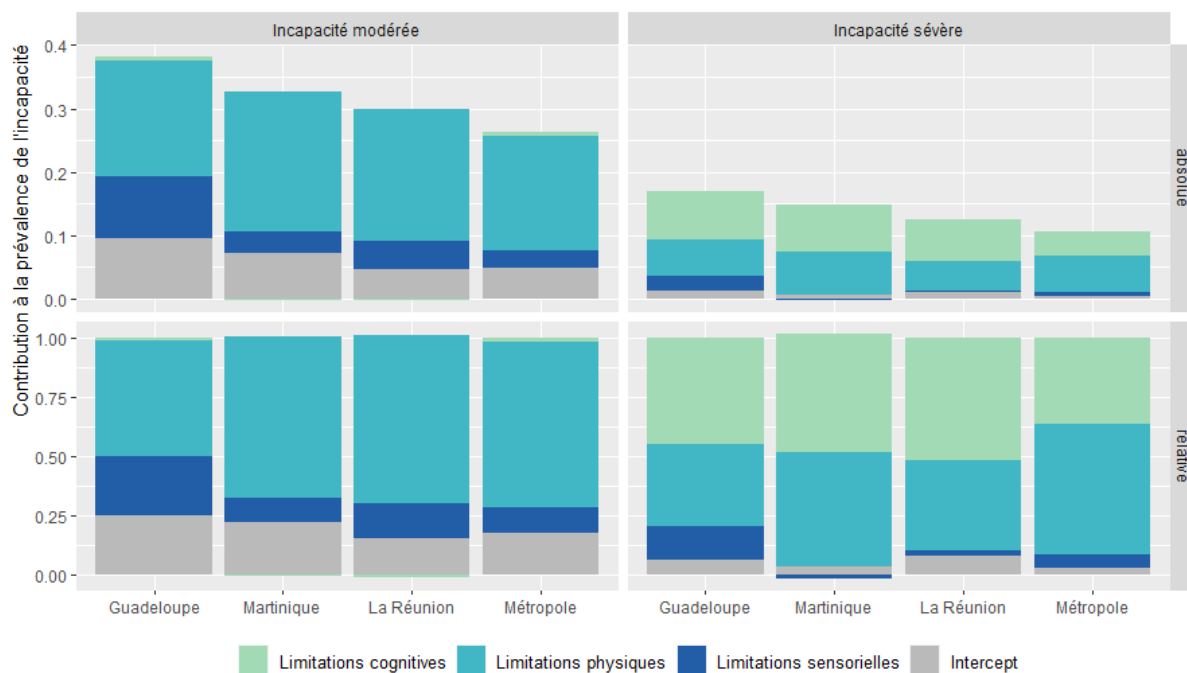 Incapacité modérée
Incapacité sévère
Contribution à la prévalence de l'incapacité
0.4
0.3
0.2
0.1
0.0
absolue
1.00
0.75
0.50
0.25
0.00
relative
Guadeloupe Martinique La Réunion Métropole
Guadeloupe Martinique La Réunion Métropole
Limitations cognitives Limitations physiques Limitations sensorielles Intercept